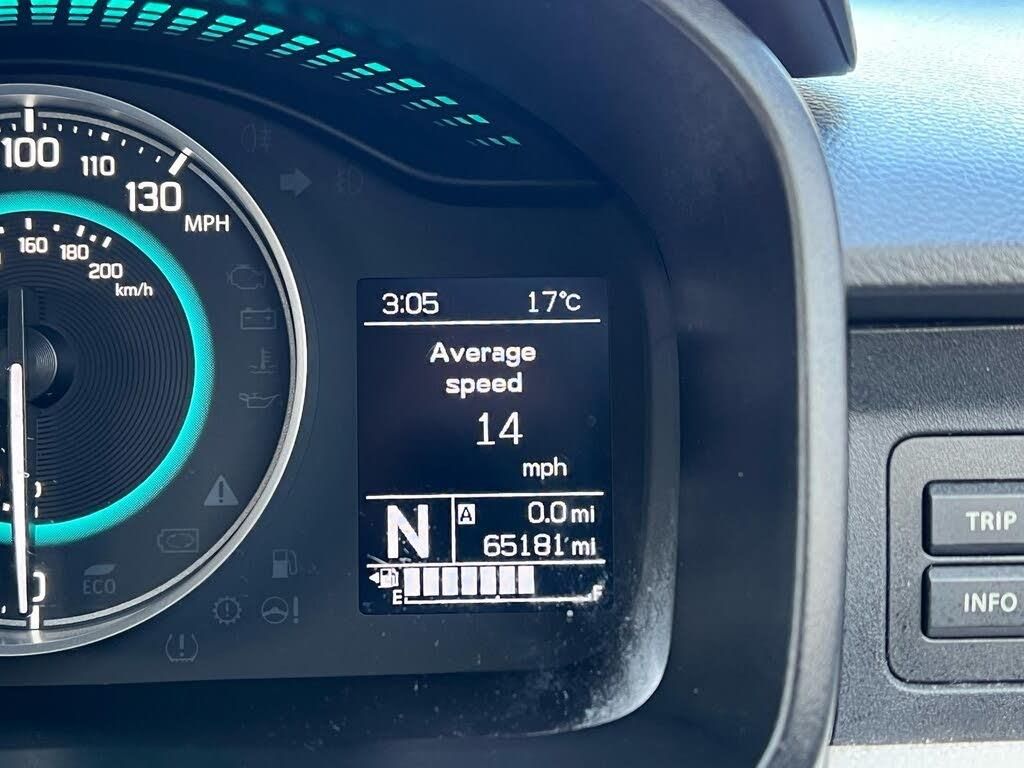 100
110
130
MPH
160
180
200
km/h
ECO
3:05 17°C
Average
speed
14
mph
N A 0.0 mi
65181 mi
E F
TRIP
INFO